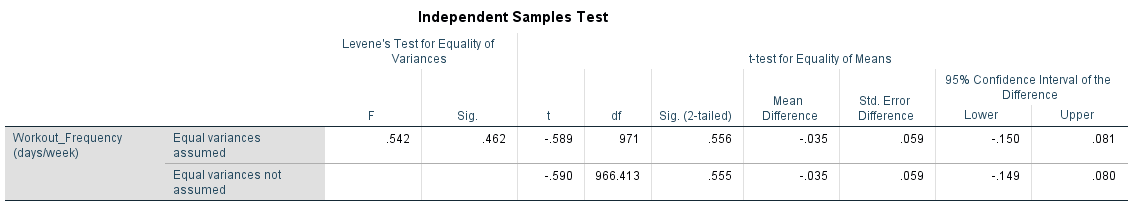 Independent Samples Test
Levene's Test for Equality of
Variances
t-test for Equality of Means
95% Confidence Interval of the
Difference
F Sig. t df Sig. (2-tailed) Mean Difference Std. Error Difference Lower Upper
Workout_Frequency (days/week) Equal variances assumed .542 .462 -.589 971 .556 -.035 .059 -.150 .081
Equal variances not assumed -.590 966.413 .555 -.035 .059 -.149 .080